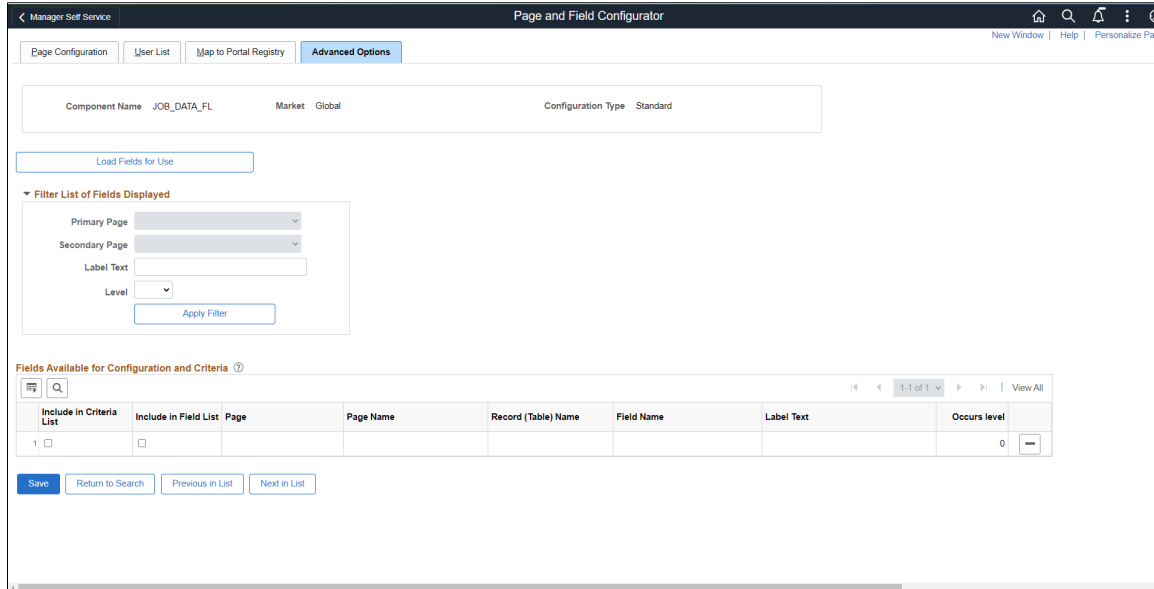 Manager Self Service
Page and Field Configurator
New Window | Help | Personalize Pa
Page Configuration
User List
Map to Portal Registry
Advanced Options
Component Name JOB_DATA_FL Market Global Configuration Type Standard
Load Fields for Use
Filter List of Fields Displayed
Primary Page
Secondary Page
Label Text
Level
Apply Filter
Fields Available for Configuration and Criteria ?
1-1 of 1 | View All
Include in Criteria List
Include in Field List
Page
Page Name
Record (Table) Name
Field Name
Label Text
Occurs level
1 0
Save
Return to Search
Previous in List
Next in List